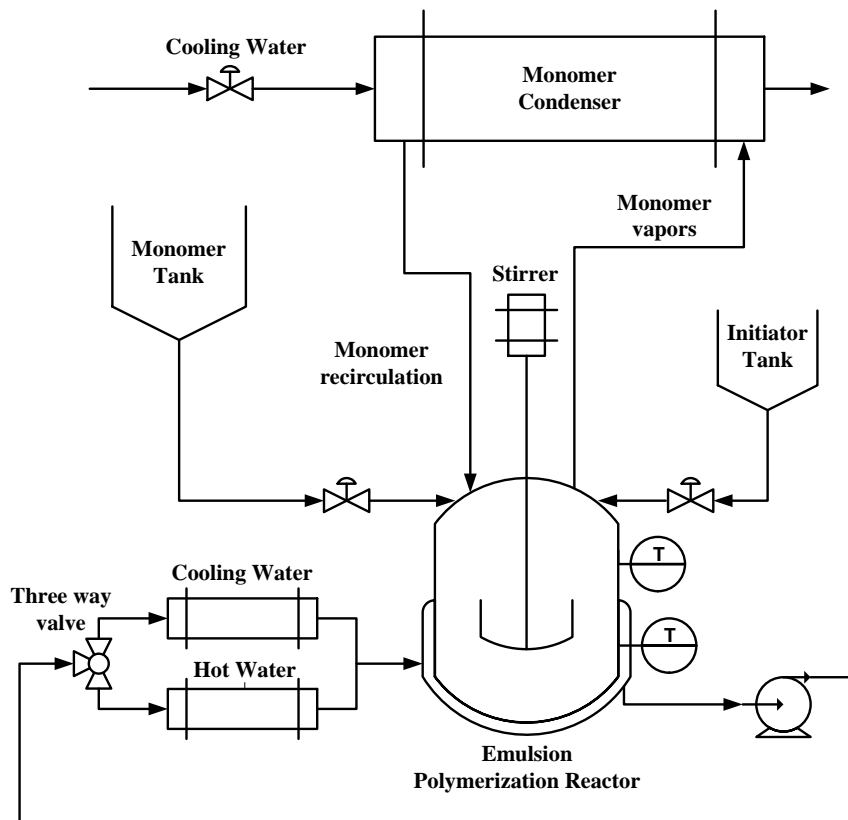 Cooling Water
Monomer
Condenser
Monomer
vapors
Monomer
Tank
Stirrer
Initiator
Tank
Monomer
recirculation
Cooling Water
T
Three way
valve
Hot Water
T
Emulsion
Polymerization Reactor